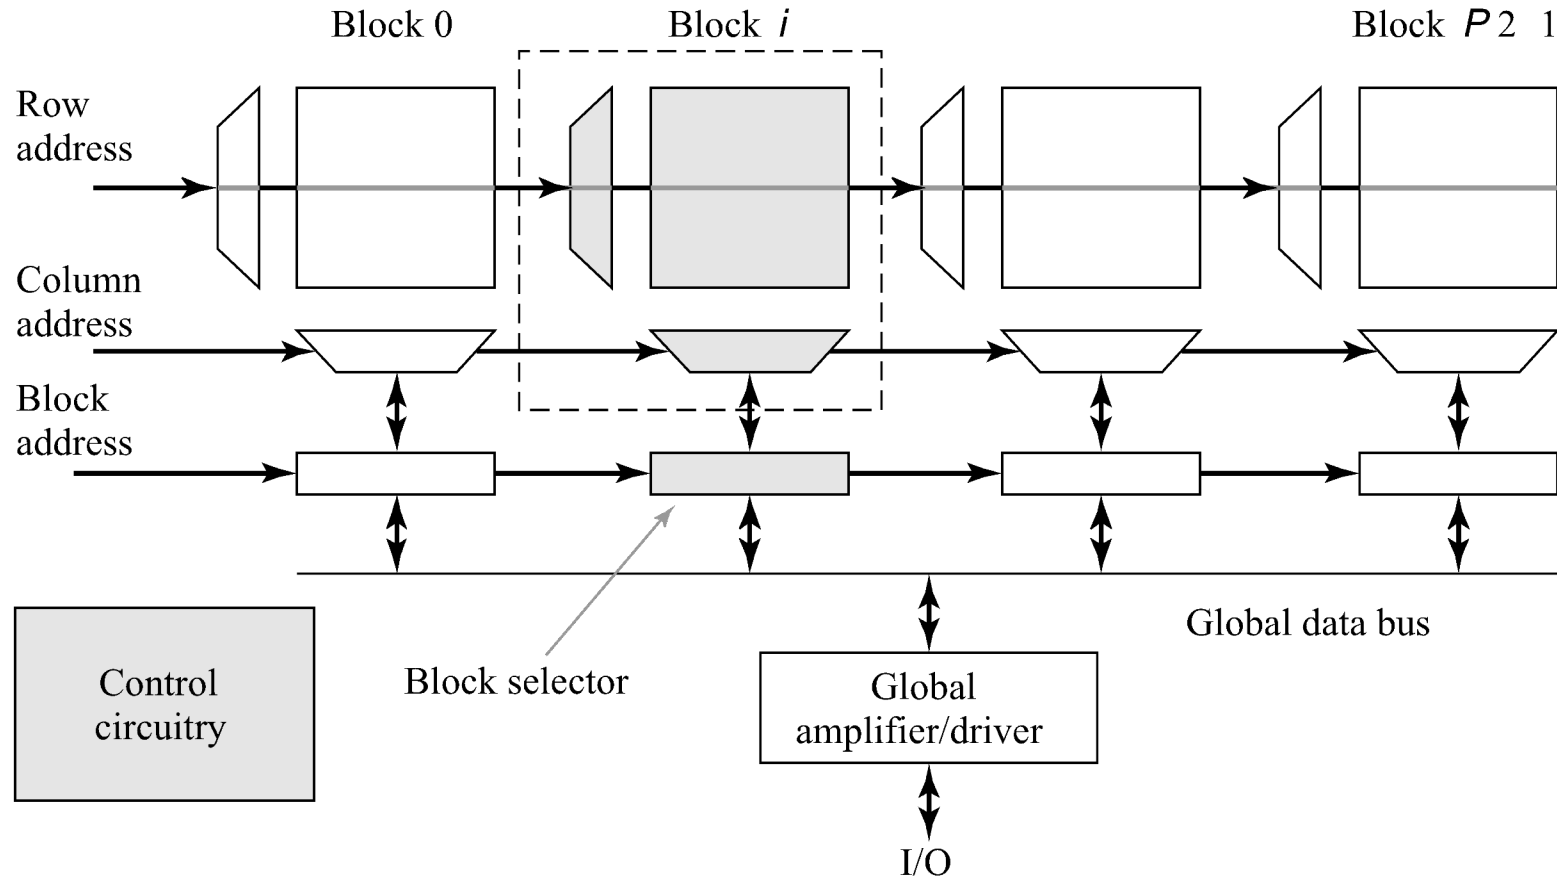 Block 0
Block i
Block P 2 1
Row
address
Column
address
Block
address
Global data bus
Control
circuitry
Block selector
Global
amplifier/driver
I/O